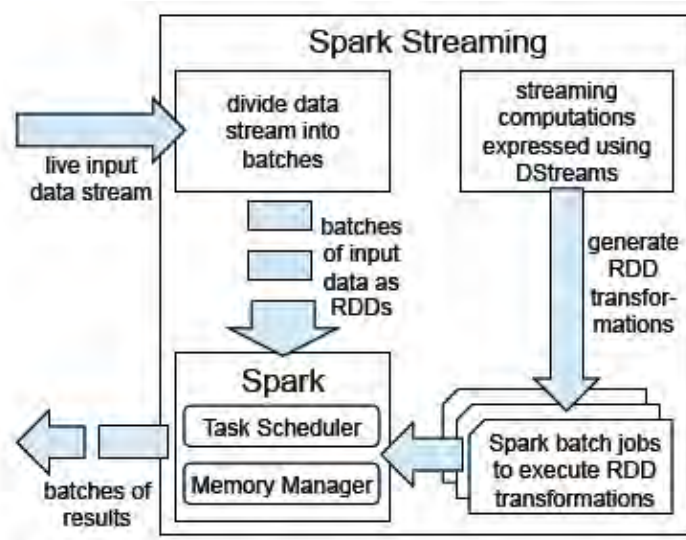 Spark Streaming
divide data
stream into
batches
streaming
computations
expressed using
DStreams
live input
data stream
batches
of input
data as
RDDs
generate
RDD
transfor-
mations
Spark
Task Scheduler
Memory Manager
Spark batch jobs
to execute RDD
transformations
batches of
results